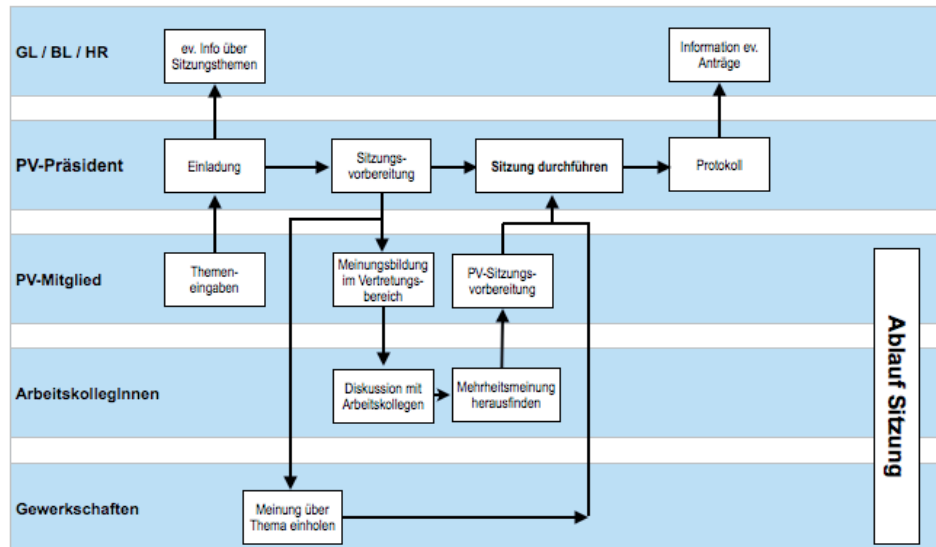 GL / BL / HR
ev. Info über
Sitzungsthemen
Information ev.
Anträge
PV-Präsident
Einladung
Sitzungs-
vorbereitung
Sitzung durchführen
Protokoll
PV-Mitglied
Themen-
eingaben
Meinungsbildung
im Vertretungs-
bereich
PV-Sitzungs-
vorbereitung
ArbeitskollegInnen
Diskussion mit
Arbeitskollegen
Mehrheitsmeinung
herausfinden
Gewerkschaften
Meinung über
Thema einholen
Ablauf Sitzung